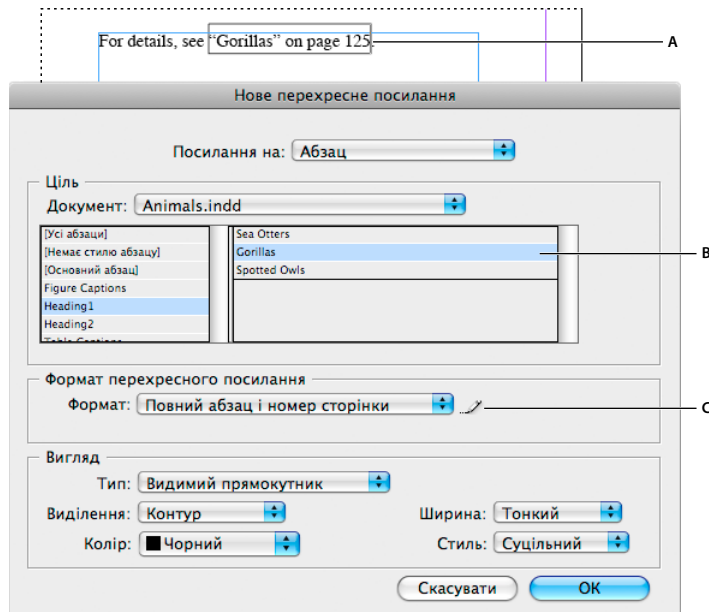 For details, see “Gorillas” on page 125.
A
Нове перехресне посилання
Посилання на: Абзац
Ціль
Документ: Animals.indd
[Усі абзаци]
[Немає стилю абзацу]
[Основний абзац]
Figure Captions
Heading1
Heading2
Table Captions
Sea Otters
Gorillas
Spotted Owls
B
Формат перехресного посилання
Формат: Повний абзац і номер сторінки
C
Вигляд
Тип: Видимий прямокутник
Виділення: Контур
Ширина: Тонкий
Колір: Чорний
Стиль: Суцільний
Скасувати
OK